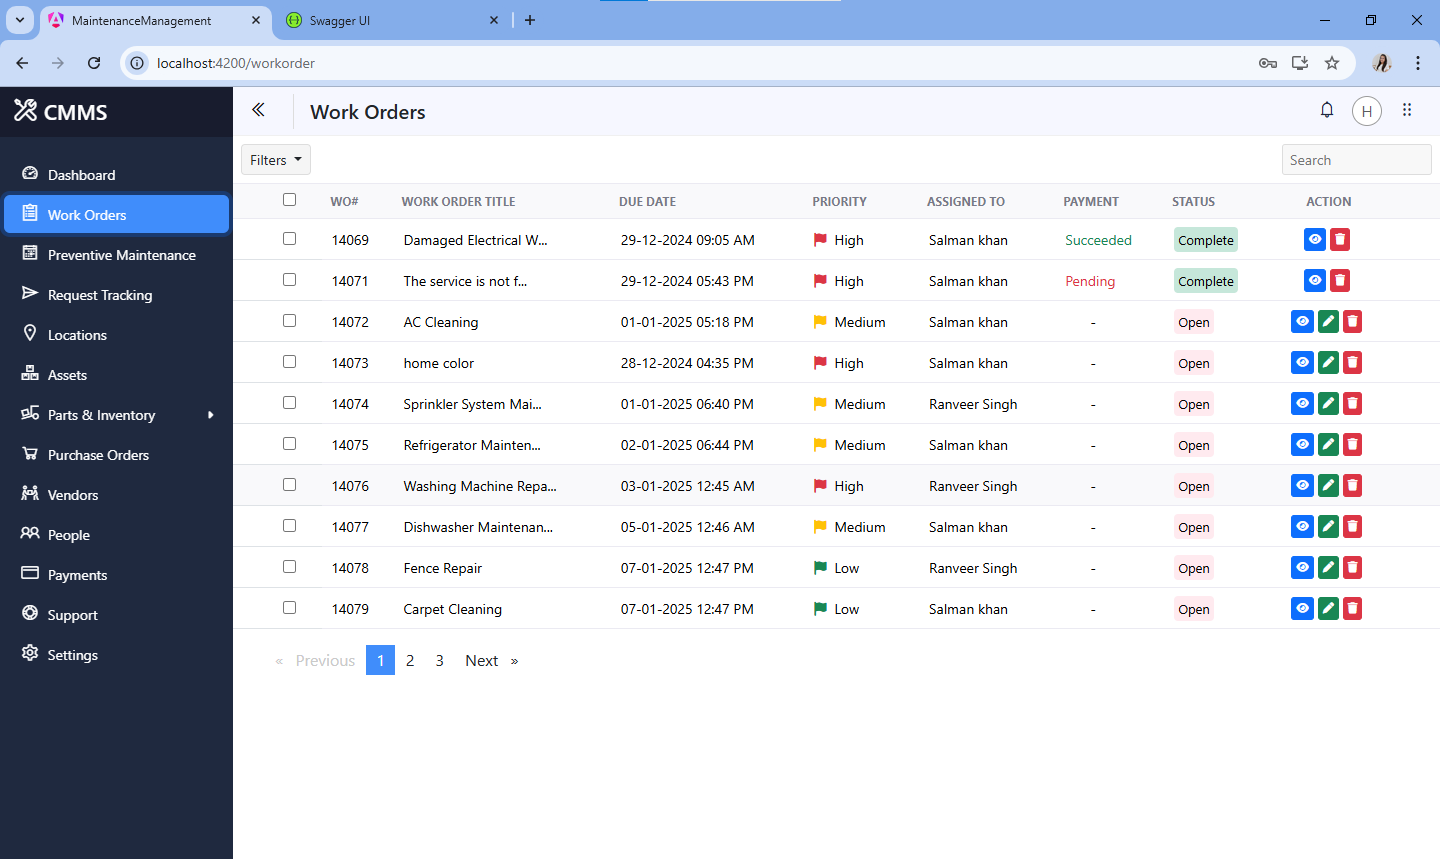 MaintenanceManagement
Swagger UI
localhost:4200/workorder
CMMS
Work Orders
H
Dashboard
Work Orders
Preventive Maintenance
Request Tracking
Locations
Assets
Parts & Inventory
Purchase Orders
Vendors
People
Payments
Support
Settings
Filters
Search
WO# WORK ORDER TITLE DUE DATE PRIORITY ASSIGNED TO PAYMENT STATUS ACTION
14069 Damaged Electrical W... 29-12-2024 09:05 AM High Salman khan Succeeded Complete
14071 The service is not f... 29-12-2024 05:43 PM High Salman khan Pending Complete
14072 AC Cleaning 01-01-2025 05:18 PM Medium Salman khan - Open
14073 home color 28-12-2024 04:35 PM High Salman khan - Open
14074 Sprinkler System Mai... 01-01-2025 06:40 PM Medium Ranveer Singh - Open
14075 Refrigerator Mainten... 02-01-2025 06:44 PM Medium Salman khan - Open
14076 Washing Machine Repa... 03-01-2025 12:45 AM High Ranveer Singh - Open
14077 Dishwasher Maintenan... 05-01-2025 12:46 AM Medium Salman khan - Open
14078 Fence Repair 07-01-2025 12:47 PM Low Ranveer Singh - Open
14079 Carpet Cleaning 07-01-2025 12:47 PM Low Salman khan - Open
« Previous 1 2 3 Next »